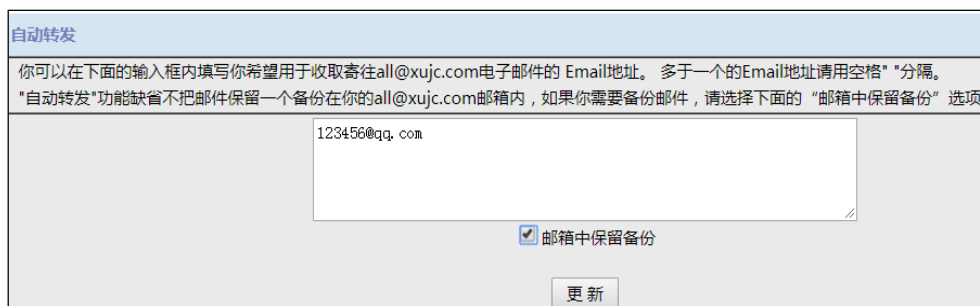 自动转发
你可以在下面的输入框内填写你希望用于收取寄往all@xujc.com电子邮件的 Email地址。 多于一个的Email地址请用空格" "分隔。
"自动转发"功能缺省不把邮件保留一个备份在你的all@xujc.com邮箱内，如果你需要备份邮件，请选择下面的“邮箱中保留备份”选项
123456@qq.com
邮箱中保留备份
更 新